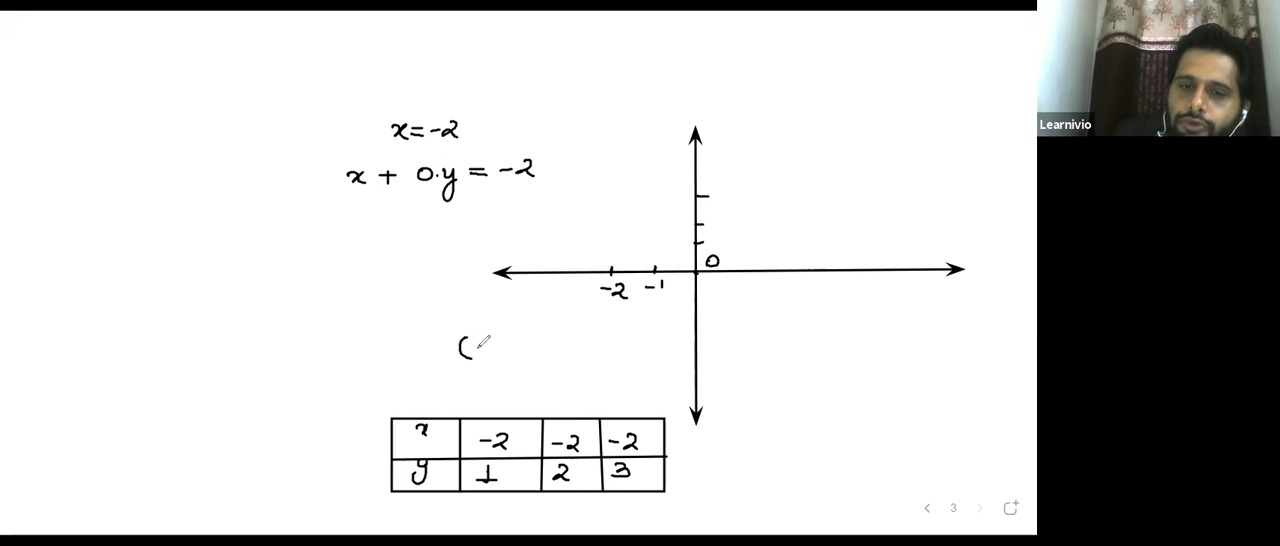 x = -2
Learnivio
x + 0·y = -2
0
-2 -1
(
x -2 -2 -2
y 1 2 3
3